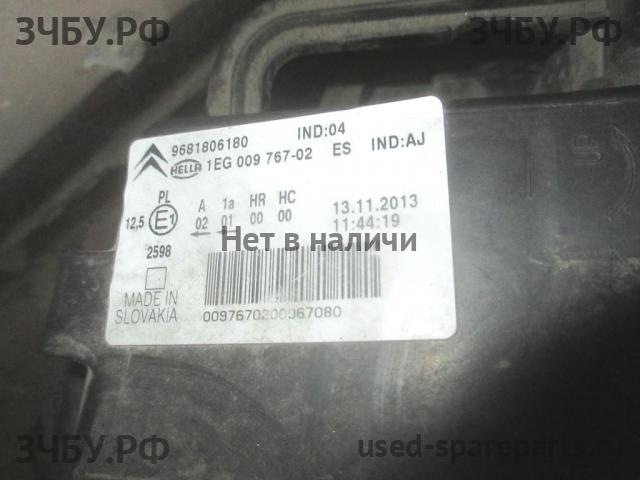 ЗЧБУ.РФ
ЗЧБУ.РФ
9681806180 IND:04
HELLA 1EG 009 767-02 ES IND:AJ
PL A 1a HR HC
12,5 E1 02 01 00 00
13.11.2013
11:44:19
2598
Нет в наличи
MADE IN
SLOVAKIA
0097670200067080
UP
ЗЧБУ.РФ
used-spareparts.ru